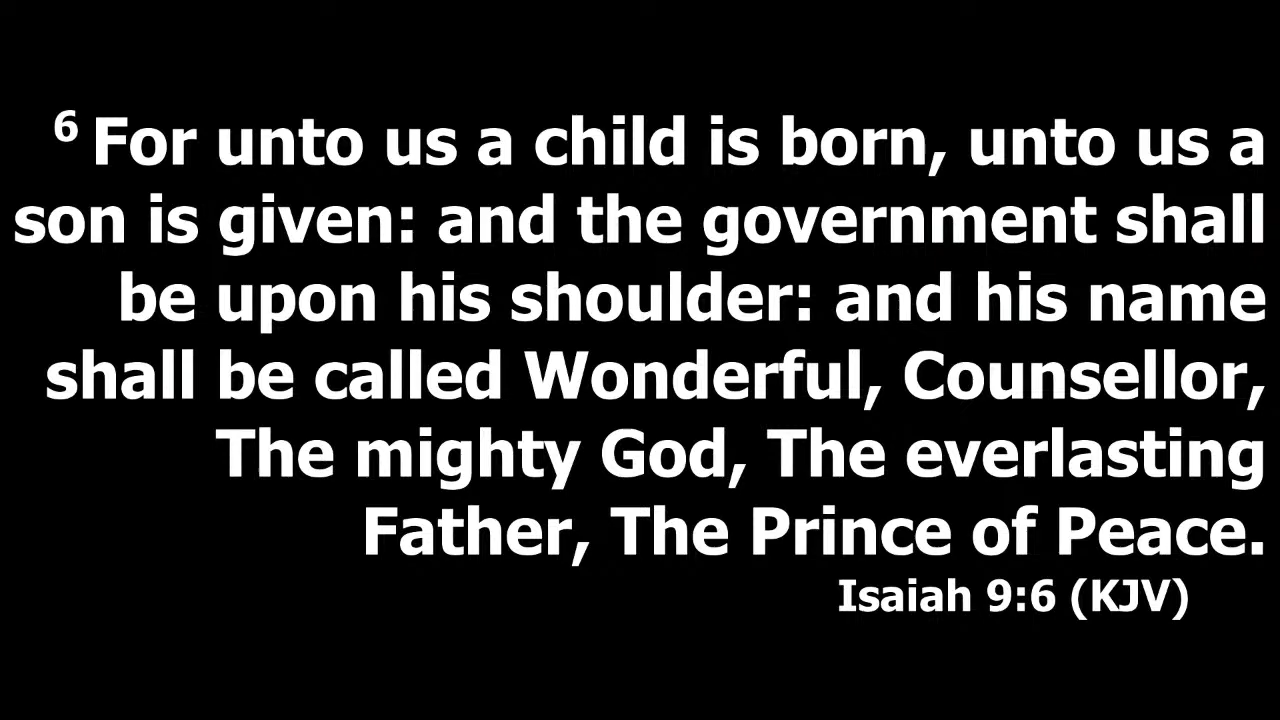 6 For unto us a child is born, unto us a
son is given: and the government shall
be upon his shoulder: and his name
shall be called Wonderful, Counsellor,
The mighty God, The everlasting
Father, The Prince of Peace.
Isaiah 9:6 (KJV)